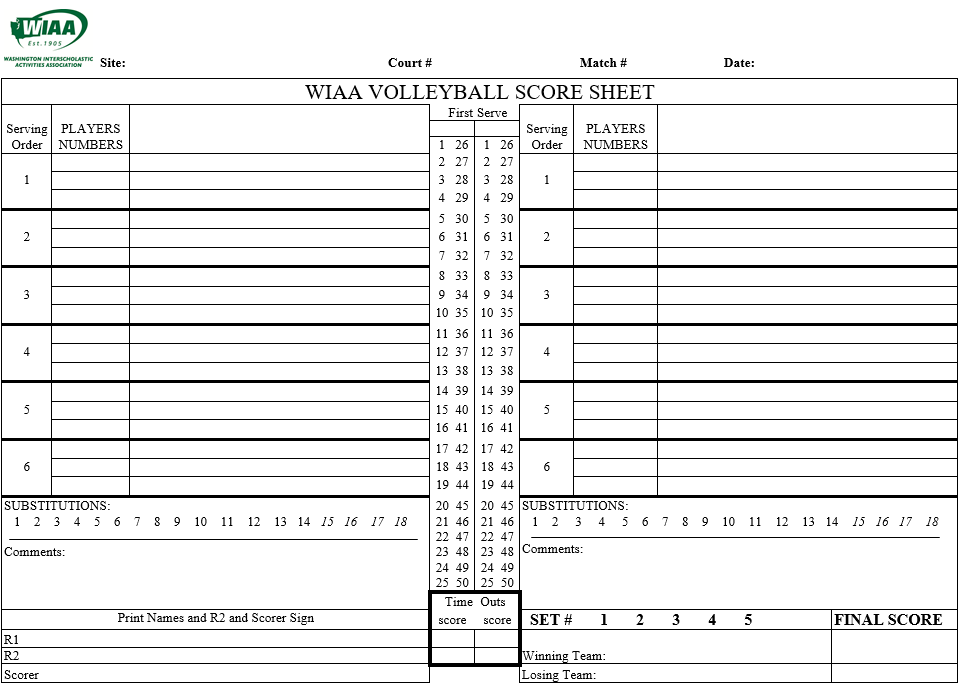 WIAA
Est. 1905
WASHINGTON INTERSCHOLASTIC
ACTIVITIES ASSOCIATION
Site: Court # Match # Date:
WIAA VOLLEYBALL SCORE SHEET
First Serve
Serving Order PLAYERS NUMBERS Serving Order PLAYERS NUMBERS
1 26 1 26
2 27 2 27
1 3 28 3 28 1
4 29 4 29
5 30 5 30
2 6 31 6 31 2
7 32 7 32
8 33 8 33
3 9 34 9 34 3
10 35 10 35
11 36 11 36
4 12 37 12 37 4
13 38 13 38
14 39 14 39
5 15 40 15 40 5
16 41 16 41
17 42 17 42
6 18 43 18 43 6
19 44 19 44
SUBSTITUTIONS: 20 45 20 45 SUBSTITUTIONS:
1 2 3 4 5 6 7 8 9 10 11 12 13 14 15 16 17 18 21 46 21 46 1 2 3 4 5 6 7 8 9 10 11 12 13 14 15 16 17 18
22 47 22 47
Comments: 23 48 23 48 Comments:
24 49 24 49
25 50 25 50
Time Outs
Print Names and R2 and Scorer Sign score score SET # 1 2 3 4 5 FINAL SCORE
R1
R2 Winning Team:
Scorer Losing Team: